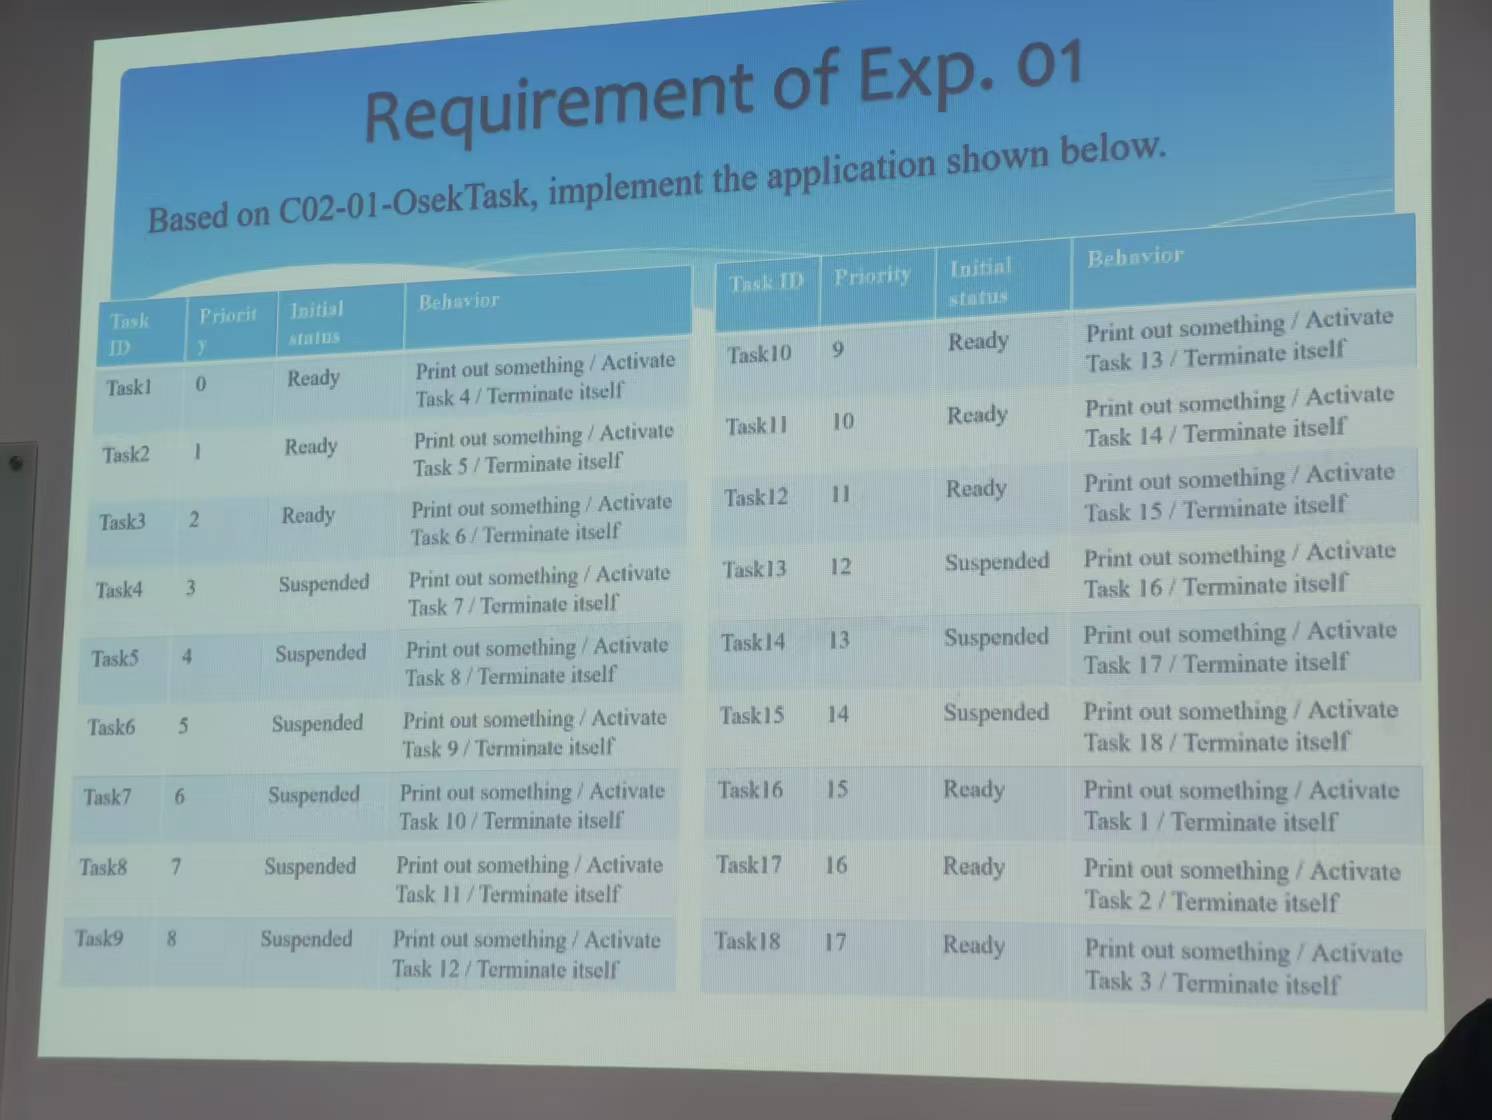 Requirement of Exp. 01
Based on C02-01-OsekTask, implement the application shown below.
Task
ID
Priorit
y
Initial
status
Behavior
Task1 0 Ready Print out something / Activate
Task 4 / Terminate itself
Task2 1 Ready Print out something / Activate
Task 5 / Terminate itself
Task3 2 Ready Print out something / Activate
Task 6 / Terminate itself
Task4 3 Suspended Print out something / Activate
Task 7 / Terminate itself
Task5 4 Suspended Print out something / Activate
Task 8 / Terminate itself
Task6 5 Suspended Print out something / Activate
Task 9 / Terminate itself
Task7 6 Suspended Print out something / Activate
Task 10 / Terminate itself
Task8 7 Suspended Print out something / Activate
Task 11 / Terminate itself
Task9 8 Suspended Print out something / Activate
Task 12 / Terminate itself
Task ID
Priority
Initial
status
Behavior
Task10 9 Ready Print out something / Activate
Task 13 / Terminate itself
Task11 10 Ready Print out something / Activate
Task 14 / Terminate itself
Task12 11 Ready Print out something / Activate
Task 15 / Terminate itself
Task13 12 Suspended Print out something / Activate
Task 16 / Terminate itself
Task14 13 Suspended Print out something / Activate
Task 17 / Terminate itself
Task15 14 Suspended Print out something / Activate
Task 18 / Terminate itself
Task16 15 Ready Print out something / Activate
Task 1 / Terminate itself
Task17 16 Ready Print out something / Activate
Task 2 / Terminate itself
Task18 17 Ready Print out something / Activate
Task 3 / Terminate itself